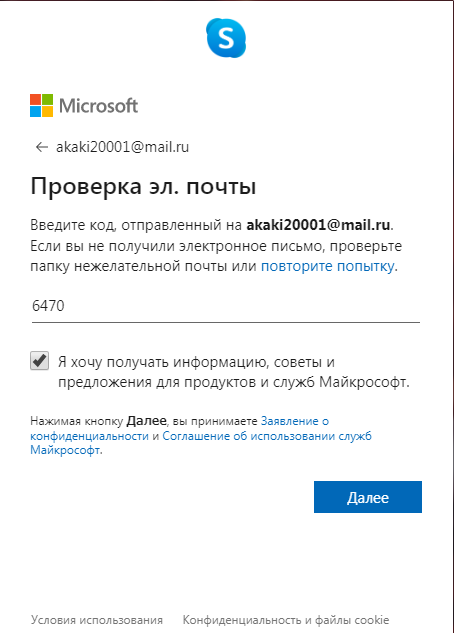 S
Microsoft
← akaki20001@mail.ru
Проверка эл. почты
Введите код, отправленный на akaki20001@mail.ru.
Если вы не получили электронное письмо, проверьте
папку нежелательной почты или повторите попытку.
6470
Я хочу получать информацию, советы и
предложения для продуктов и служб Майкрософт.
Нажимая кнопку Далее, вы принимаете Заявление о
конфиденциальности и Соглашение об использовании служб
Майкрософт.
Далее
Условия использования Конфиденциальность и файлы cookie